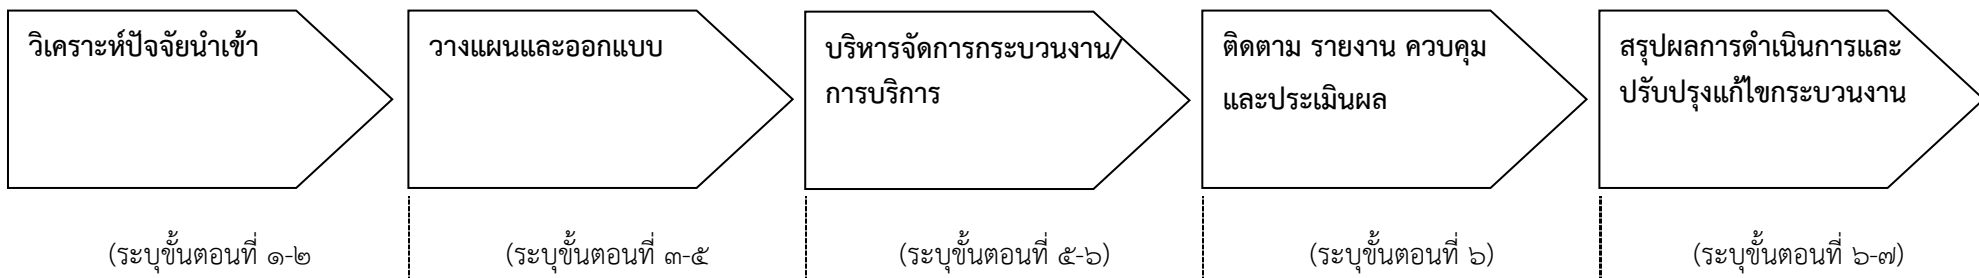 วิเคราะห์ปัจจัยนำเข้า
วางแผนและออกแบบ
บริหารจัดการกระบวนงาน/
การบริการ
ติดตาม รายงาน ควบคุม
และประเมินผล
สรุปผลการดำเนินการและ
ปรับปรุงแก้ไขกระบวนงาน
(ระบุขั้นตอนที่ ๑-๒
(ระบุขั้นตอนที่ ๓-๕
(ระบุขั้นตอนที่ ๕-๖)
(ระบุขั้นตอนที่ ๖)
(ระบุขั้นตอนที่ ๖-๗)